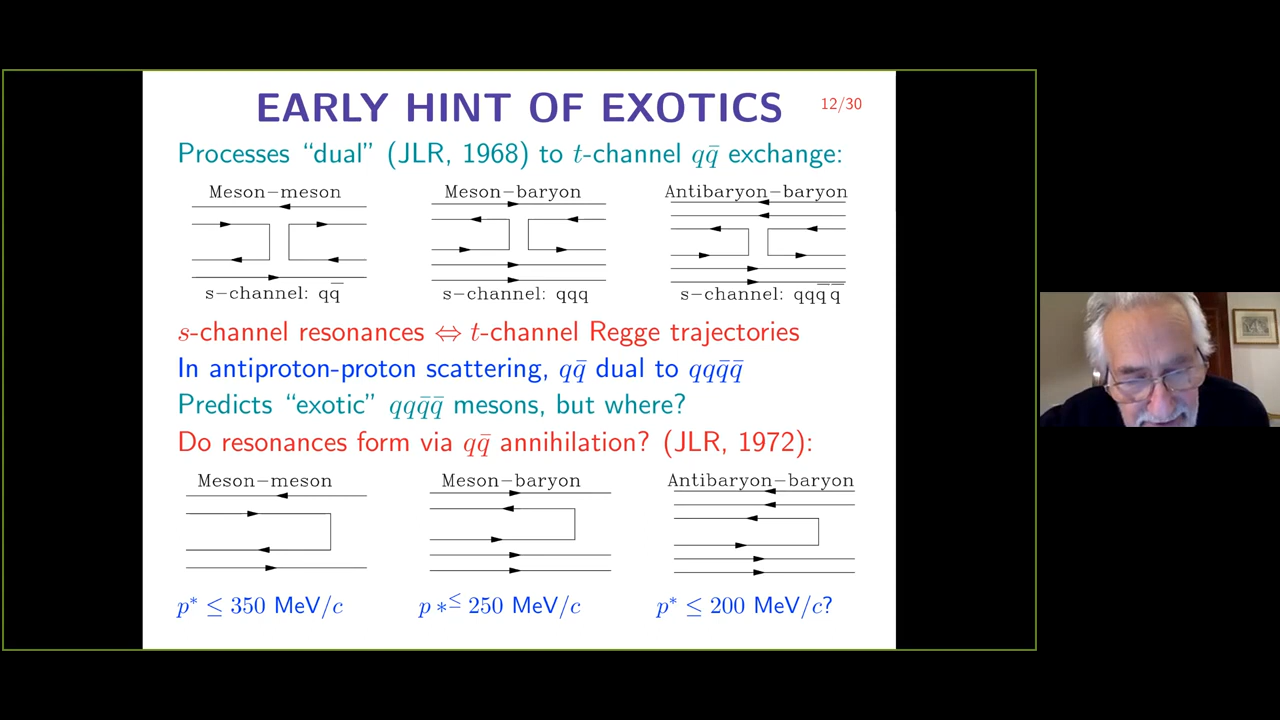 EARLY HINT OF EXOTICS
12/30
Processes “dual” (JLR, 1968) to t-channel qq̄ exchange:
Meson−meson
Meson−baryon
Antibaryon−baryon
s−channel: qq̄
s−channel: qqq
s−channel: qqq̄q̄
s-channel resonances ⇔ t-channel Regge trajectories
In antiproton-proton scattering, qq̄ dual to qqq̄q̄
Predicts “exotic” qqq̄q̄ mesons, but where?
Do resonances form via qq̄ annihilation? (JLR, 1972):
Meson−meson
Meson−baryon
Antibaryon−baryon
p* ≤ 350 MeV/c
p *≤ 250 MeV/c
p* ≤ 200 MeV/c?